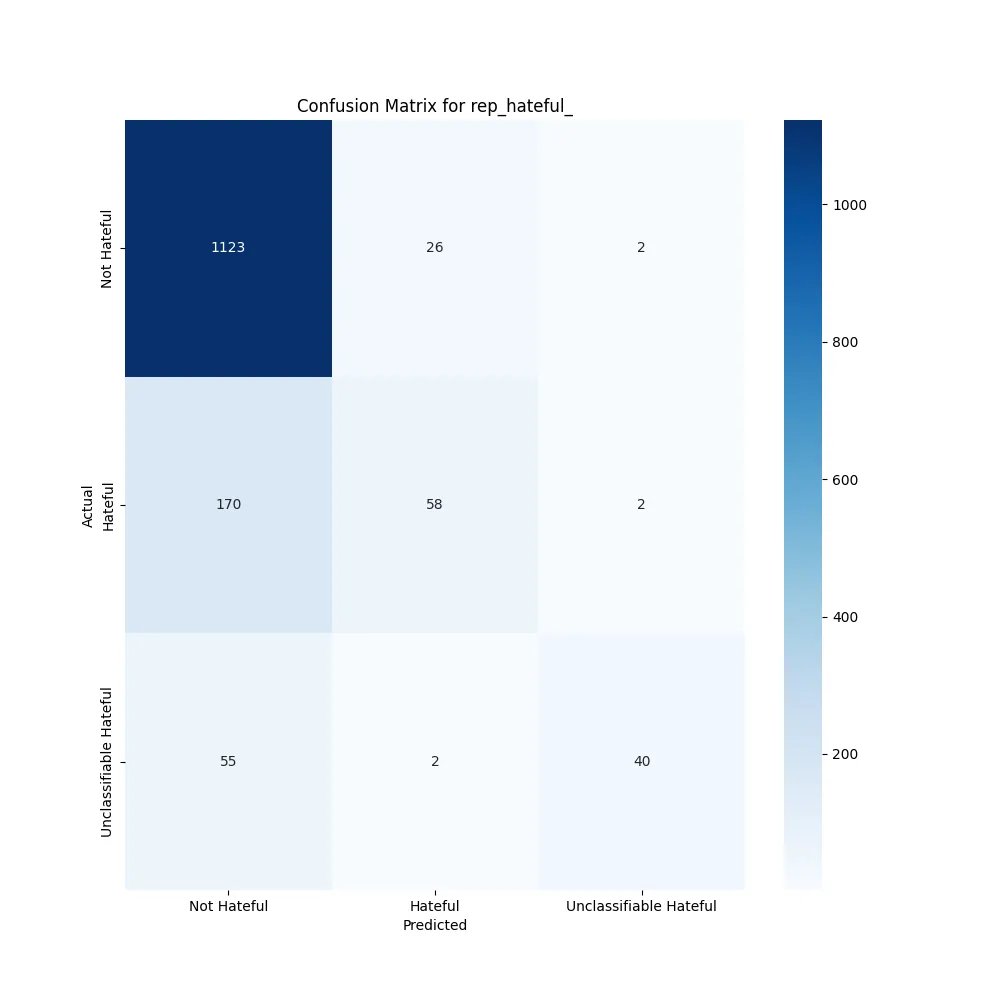 Confusion Matrix for rep_hateful_
Not Hateful
1123
26
2
Actual
Hateful
170
58
2
Unclassifiable Hateful
55
2
40
Not Hateful
Hateful
Unclassifiable Hateful
Predicted
1000
800
600
400
200